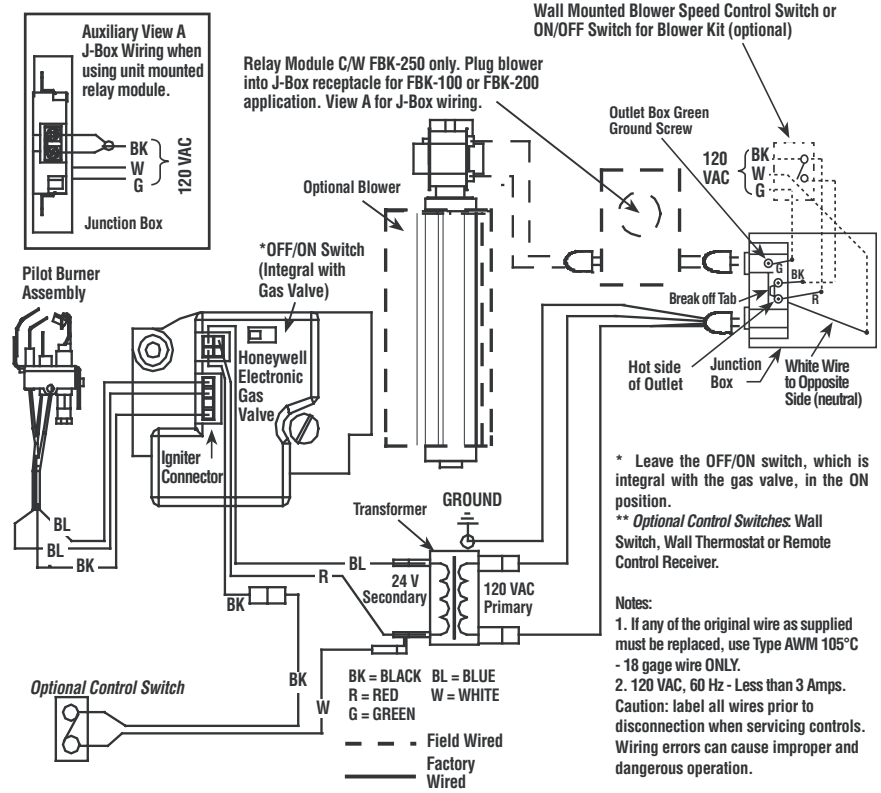 Wall Mounted Blower Speed Control Switch or
ON/OFF Switch for Blower Kit (optional)
Auxiliary View A
J-Box Wiring when
using unit mounted
relay module.
BK
W
G
120 VAC
Junction Box
Relay Module C/W FBK-250 only. Plug blower
into J-Box receptacle for FBK-100 or FBK-200
application. View A for J-Box wiring.
Outlet Box Green
Ground Screw
120
VAC
BK
W
G
Optional Blower
*OFF/ON Switch
(Integral with
Gas Valve)
Pilot Burner
Assembly
Honeywell
Electronic
Gas
Valve
Igniter
Connector
G
BK
R
Break off Tab
Hot side
of Outlet
Junction
Box
White Wire
to Opposite
Side (neutral)
BL
BL
BK
Transformer
GROUND
BL
R
BK
24 V
Secondary
120 VAC
Primary
* Leave the OFF/ON switch, which is
integral with the gas valve, in the ON
position.
** Optional Control Switches: Wall
Switch, Wall Thermostat or Remote
Control Receiver.
Notes:
1. If any of the original wire as supplied
must be replaced, use Type AWM 105°C
- 18 gage wire ONLY.
2. 120 VAC, 60 Hz - Less than 3 Amps.
Caution: label all wires prior to
disconnection when servicing controls.
Wiring errors can cause improper and
dangerous operation.
Optional Control Switch
BK
W
BK = BLACK BL = BLUE
R = RED W = WHITE
G = GREEN
Field Wired
Factory
Wired